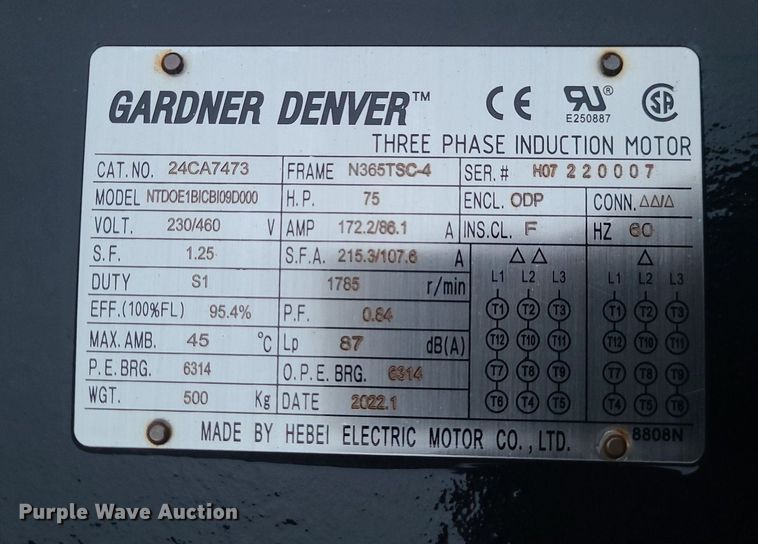 GARDNER DENVER™ CE UR® E250887 SA
THREE PHASE INDUCTION MOTOR
CAT.NO. 24CA7473 FRAME N365TSC-4 SER.# H07 220007
MODEL NTDOE1BICBI09D000 H.P. 75 ENCL. ODP CONN. △△/△
VOLT. 230/460 V AMP 172.2/86.1 A INS.CL. F HZ 60
S.F. 1.25 S.F.A. 215.3/107.6 A △△ △
DUTY S1 1785 r/min L1 L2 L3 L1 L2 L3
EFF.(100%FL) 95.4% P.F. 0.84 T1 T2 T3 T1 T2 T3
MAX. AMB. 45 °C Lp 87 dB(A) T12 T10 T11 T12 T10 T11
P.E.BRG. 6314 O.P.E.BRG. 6314 T7 T8 T9 T7 T8 T9
WGT. 500 Kg DATE 2022.1 T6 T4 T5 T4 T5 T6
MADE BY HEBEI ELECTRIC MOTOR CO.,LTD. 8808N
Purple Wave Auction